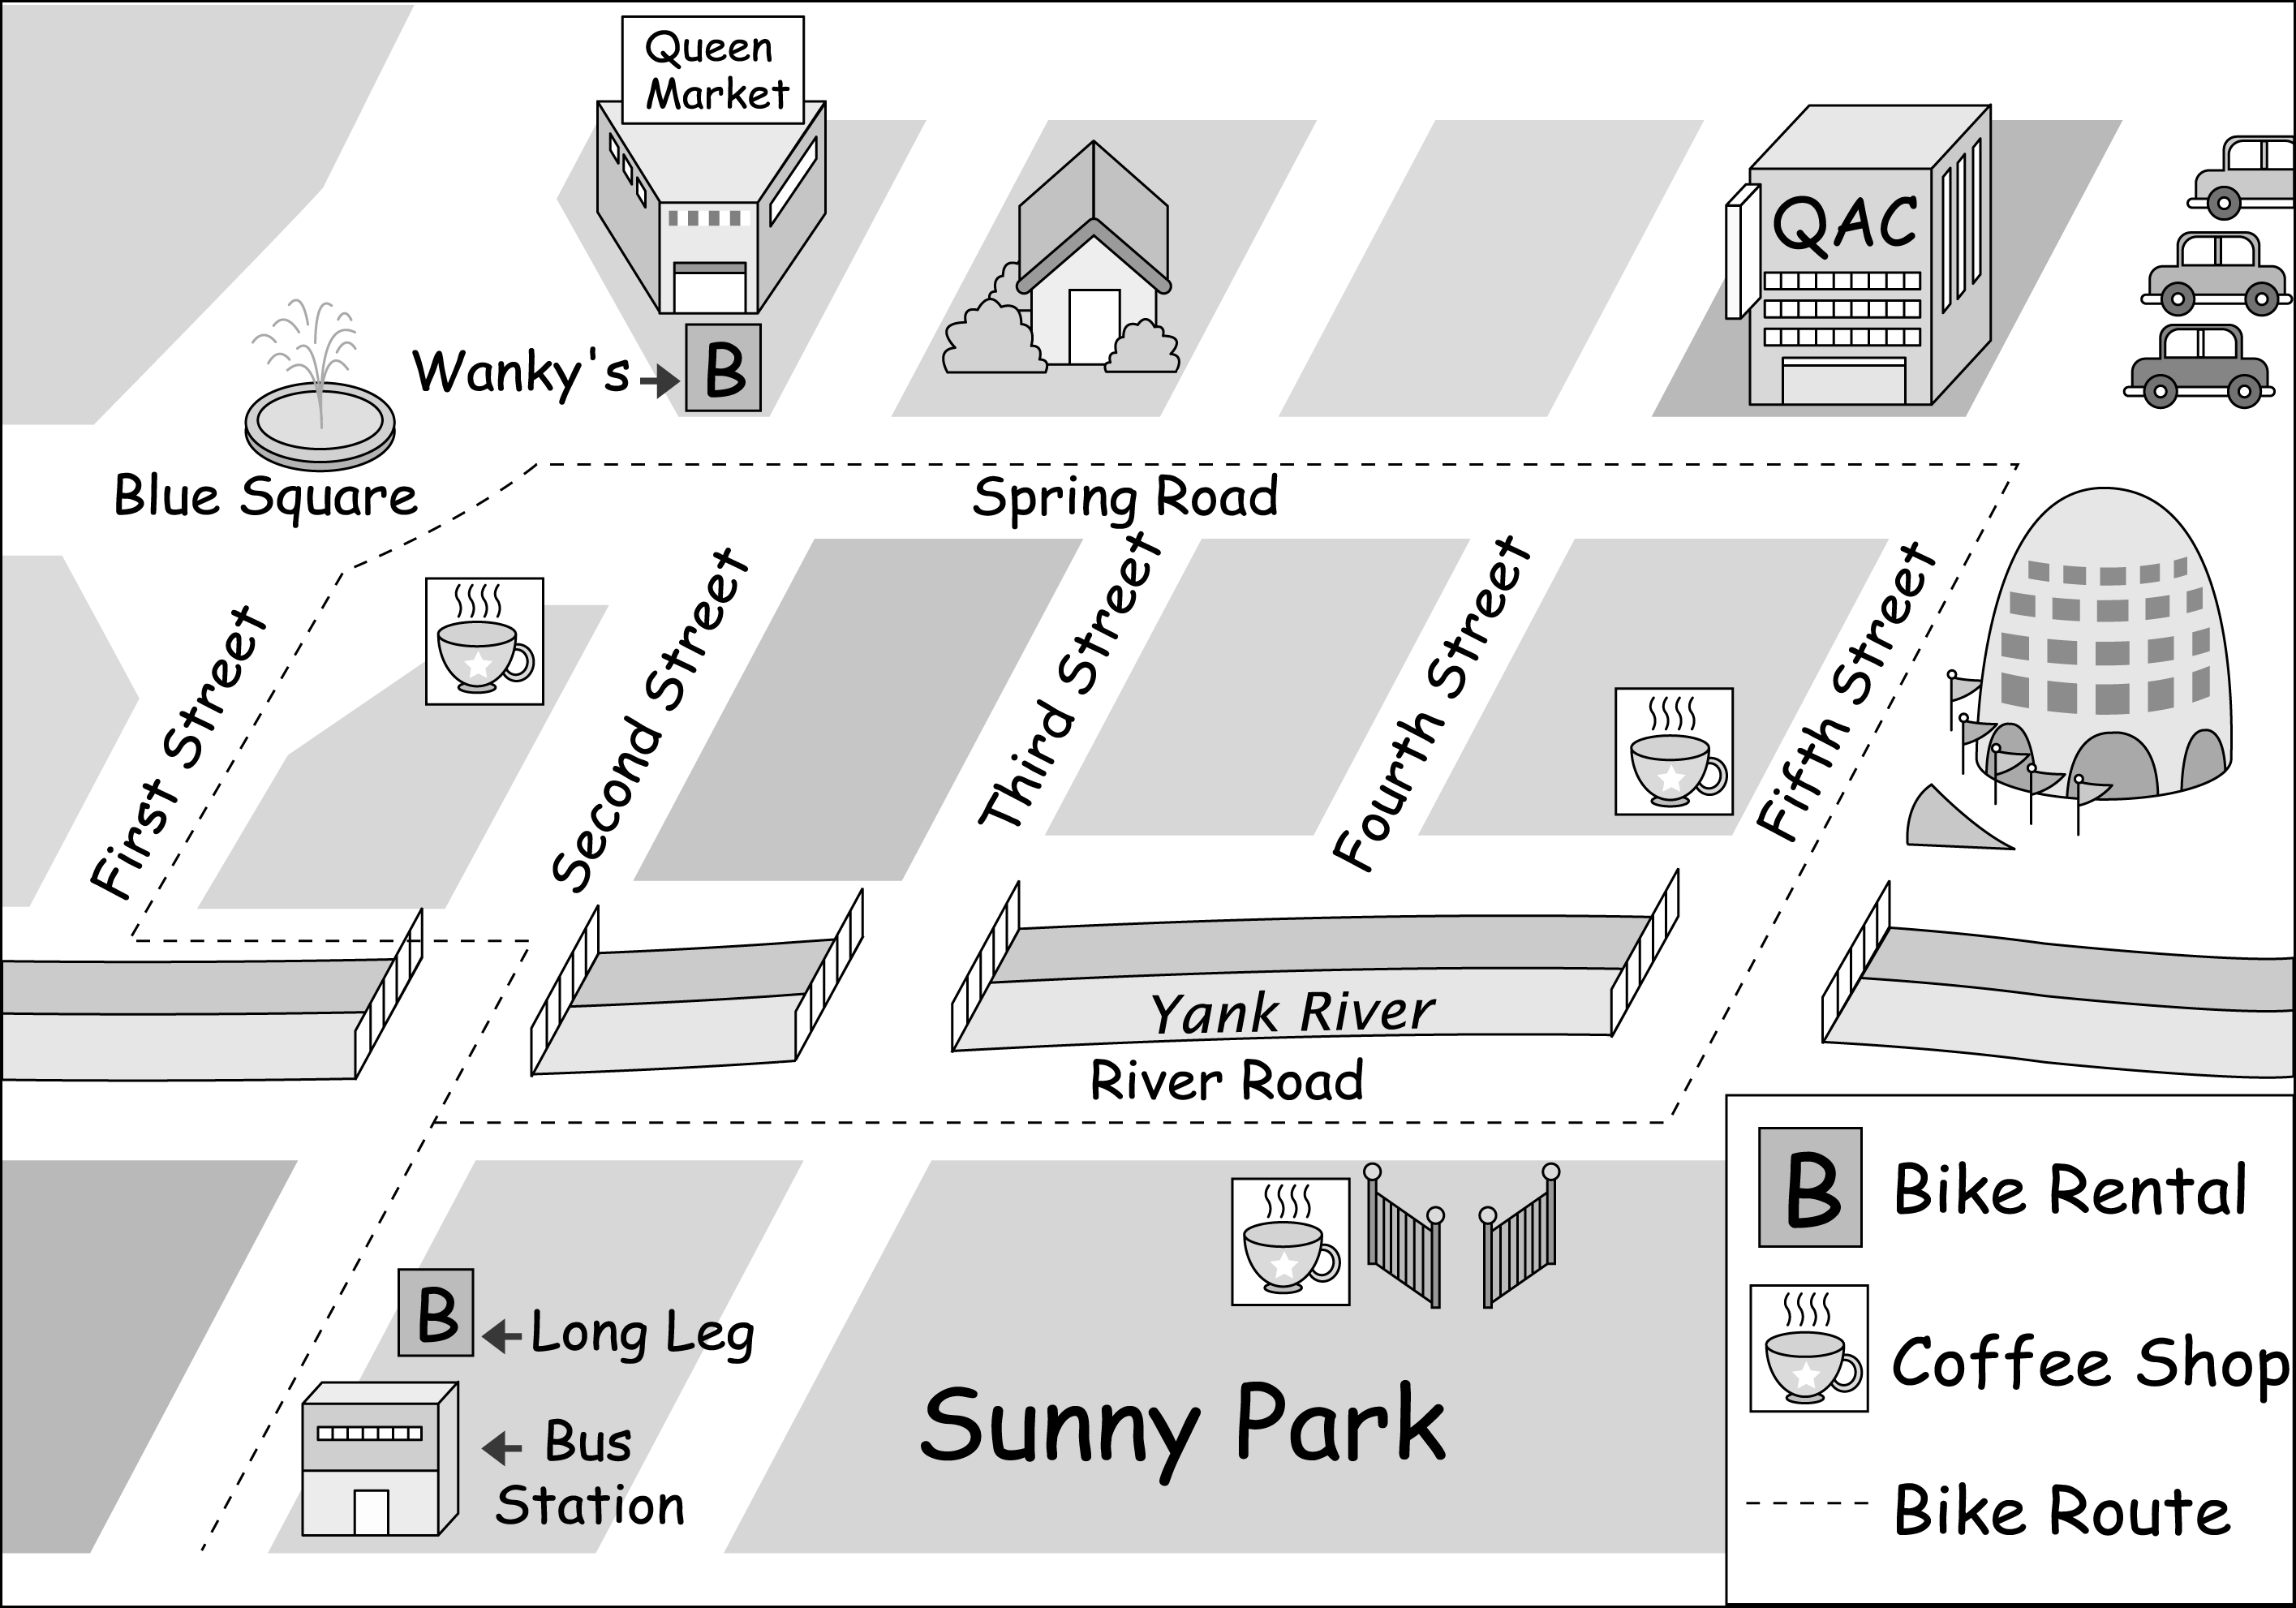 Queen
Market
QAC
Wanky's
B
Blue Square
Spring Road
First Street
Second Street
Third Street
Fourth Street
Fifth Street
Yank River
River Road
B
Long Leg
Bus
Station
Sunny Park
B
Bike Rental
Coffee Shop
Bike Route